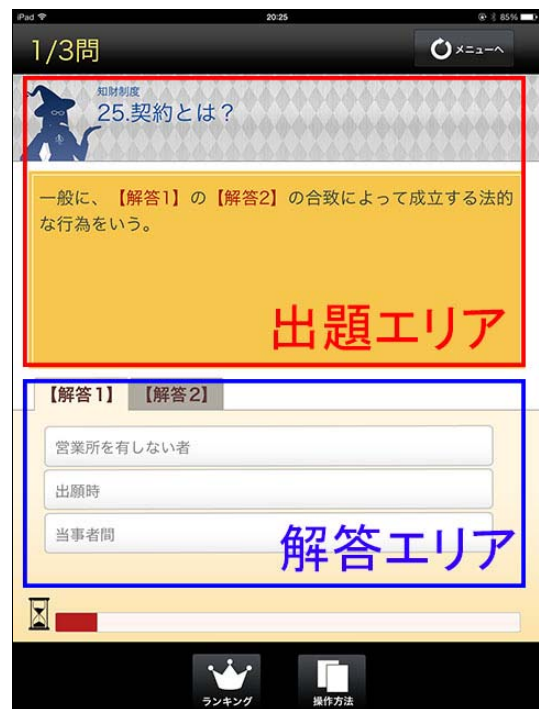 iPad 20:25 85%
1/3問
メニューへ
知財制度
25.契約とは？
一般に、【解答1】の【解答2】の合致によって成立する法的
な行為をいう。
出題エリア
【解答1】 【解答2】
営業所を有しない者
出願時
当事者間
解答エリア
ランキング 操作方法